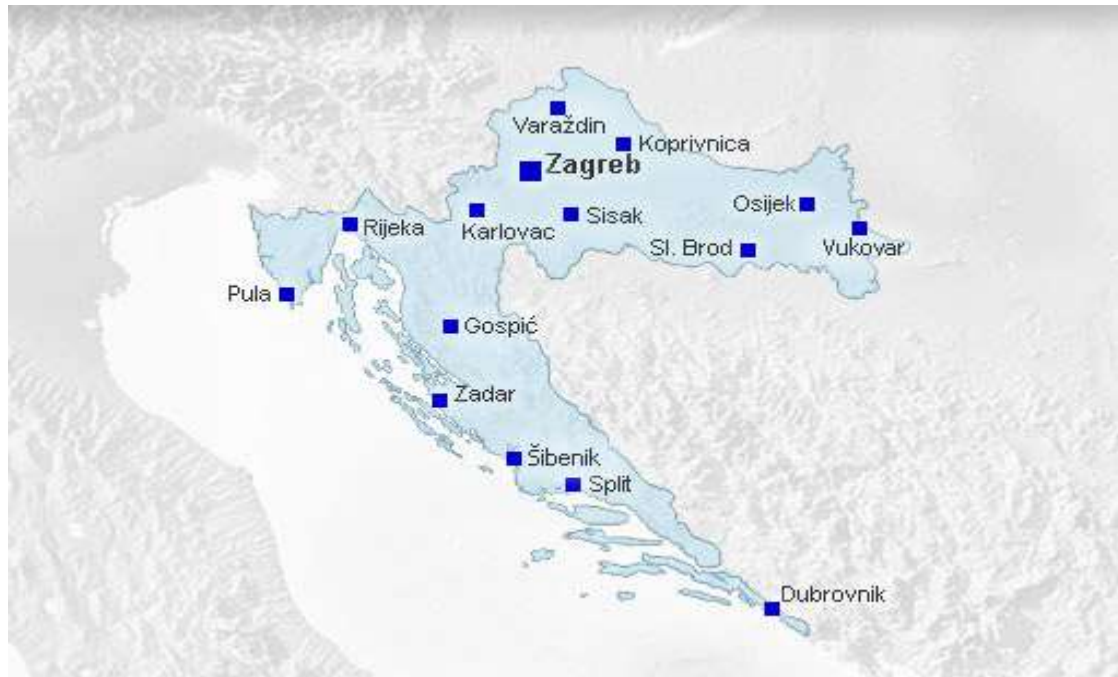 Varaždin
Koprivnica
Zagreb
Osijek
Sisak
Rijeka
Karlovac
Vukovar
Sl. Brod
Pula
Gospić
Zadar
Šibenik
Split
Dubrovnik